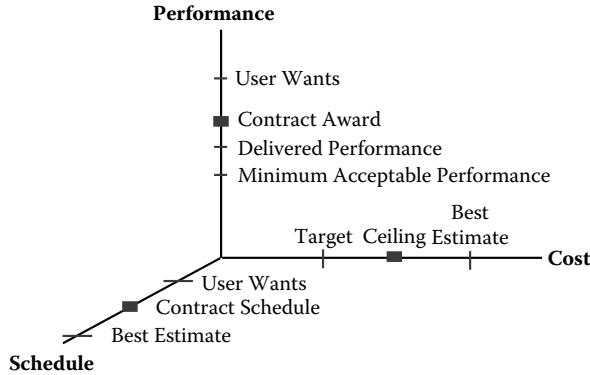 Performance
User Wants
Contract Award
Delivered Performance
Minimum Acceptable Performance
Best
Target Ceiling Estimate
Cost
User Wants
Contract Schedule
Best Estimate
Schedule